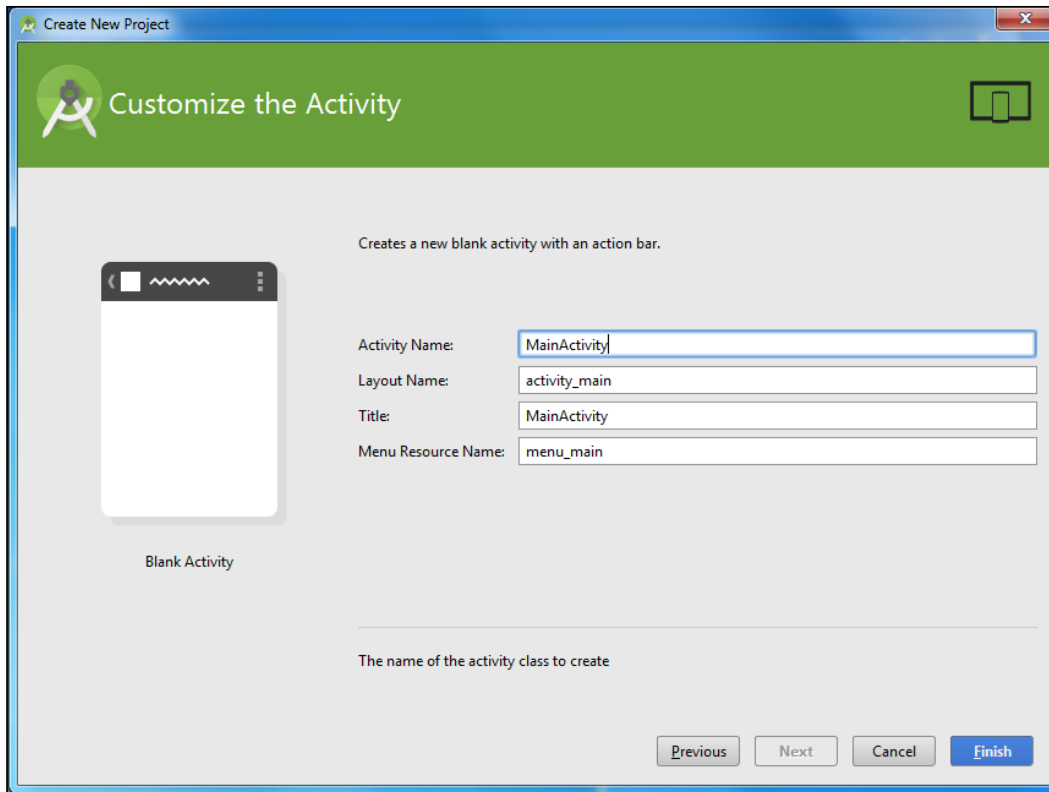 Create New Project
Customize the Activity
Creates a new blank activity with an action bar.
Activity Name: MainActivity
Layout Name: activity_main
Title: MainActivity
Menu Resource Name: menu_main
Blank Activity
The name of the activity class to create
Previous Next Cancel Finish